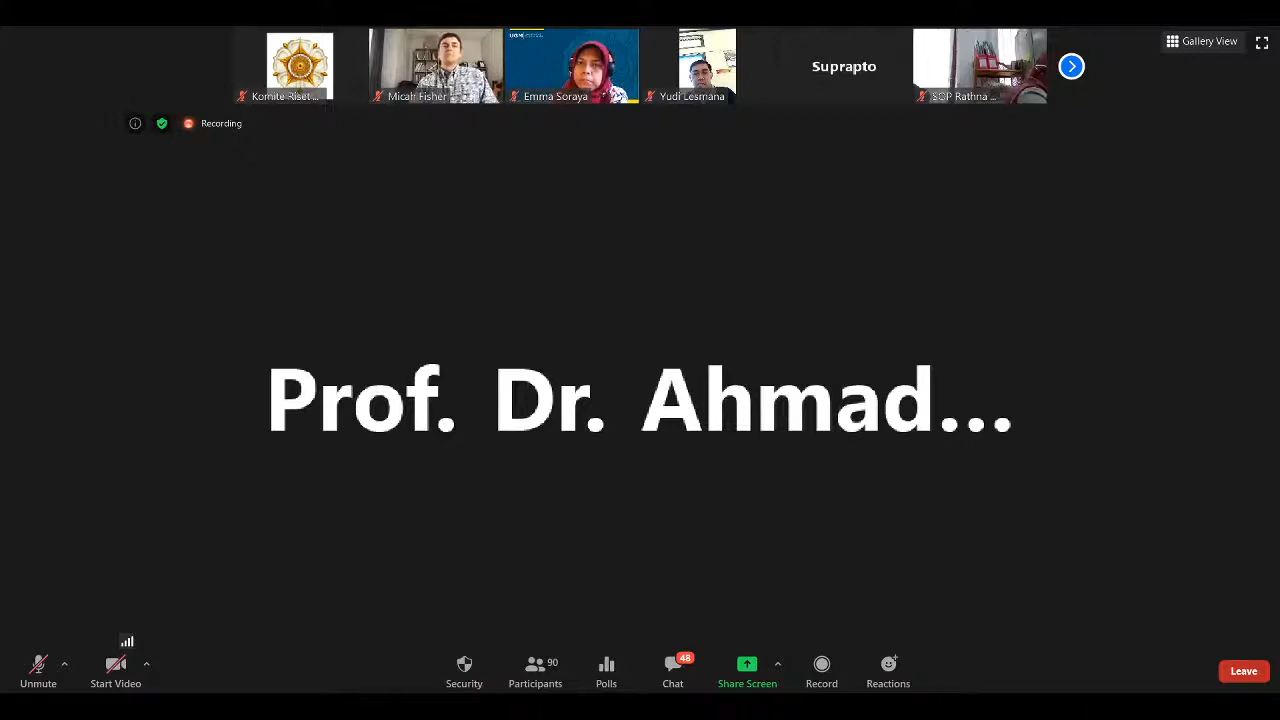 Gallery View
Suprapto
Komite Riset ...
Micah Fisher
Emma Soraya
Yudi Lesmana
SOP Rathna ...
Recording
Prof. Dr. Ahmad...
90
48
Unmute
Start Video
Security
Participants
Polls
Chat
Share Screen
Record
Reactions
Leave